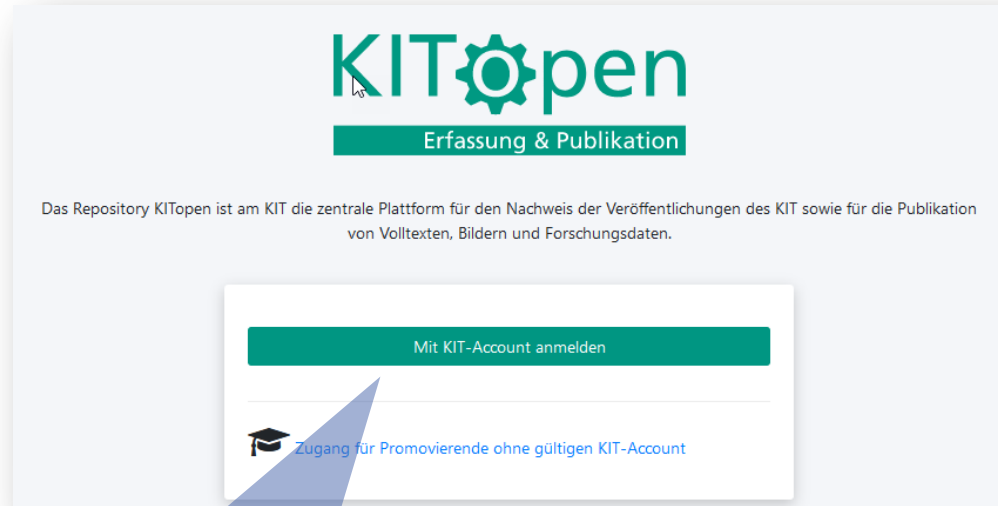 KITopen
Erfassung & Publikation
Das Repository KITopen ist am KIT die zentrale Plattform für den Nachweis der Veröffentlichungen des KIT sowie für die Publikation
von Volltexten, Bildern und Forschungsdaten.
Mit KIT-Account anmelden
Zugang für Promovierende ohne gültigen KIT-Account